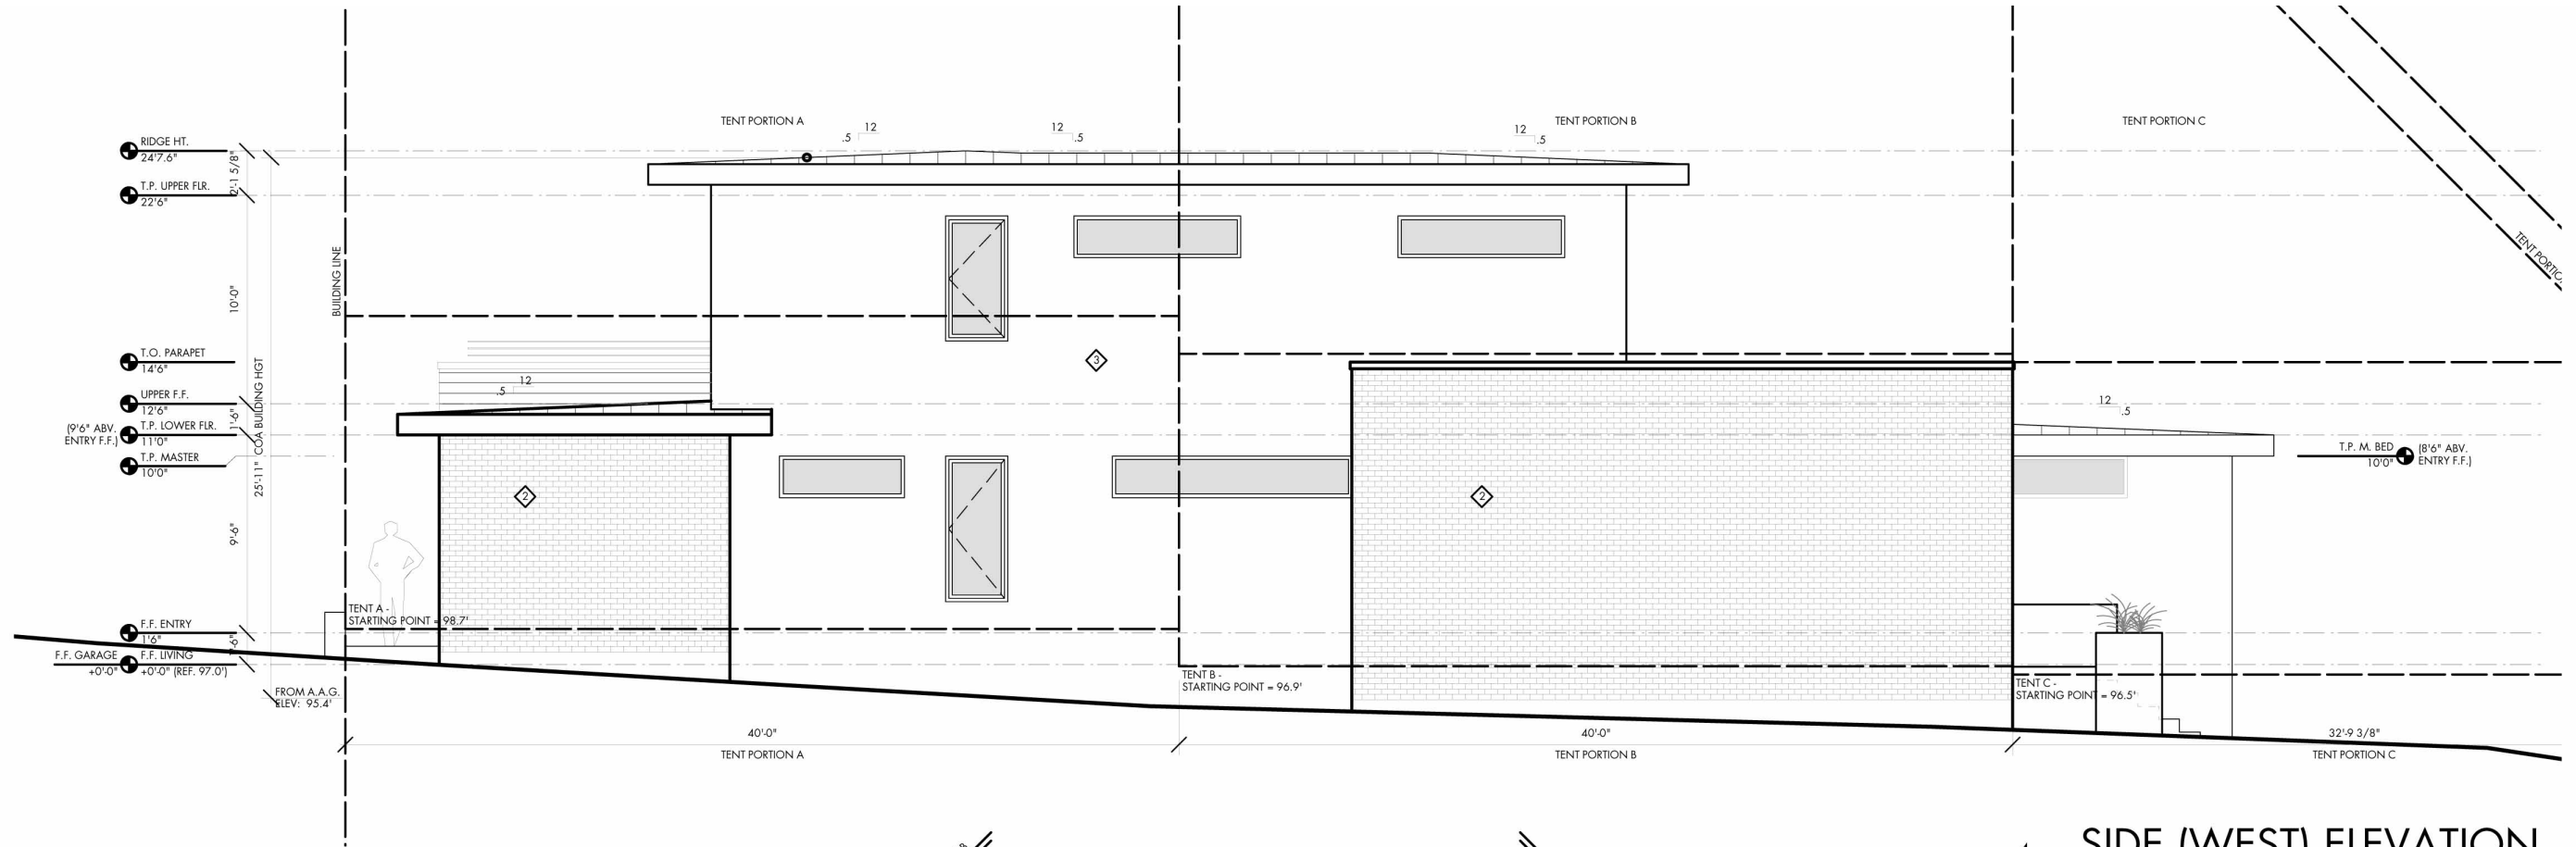 TENT PORTION A
TENT PORTION B
TENT PORTION C
12
.5
12
.5
12
.5
RIDGE HT.
24'7.6"
2'-1 5/8"
T.P. UPPER FLR.
22'6"
BUILDING LINE
10'-0"
25'-11" COA BUILDING HGT
T.O. PARAPET
14'6"
3
12
.5
UPPER F.F.
12'6"
1'-6"
12
.5
(9'6" ABV.
ENTRY F.F.)
T.P. LOWER FLR.
11'0"
T.P. MASTER
10'0"
T.P. M. BED
10'0"
(8'6" ABV.
ENTRY F.F.)
2
2
9'-6"
TENT A -
STARTING POINT = 98.7'
F.F. ENTRY
1'6"
F.F. GARAGE
+0'-0"
F.F. LIVING
+0'-0" (REF. 97.0')
FROM A.A.G.
ELEV: 95.4'
TENT B -
STARTING POINT = 96.9'
TENT C -
STARTING POINT = 96.5'
40'-0"
40'-0"
32'-9 3/8"
TENT PORTION A
TENT PORTION B
TENT PORTION C
SIDE (WEST) ELEVATION